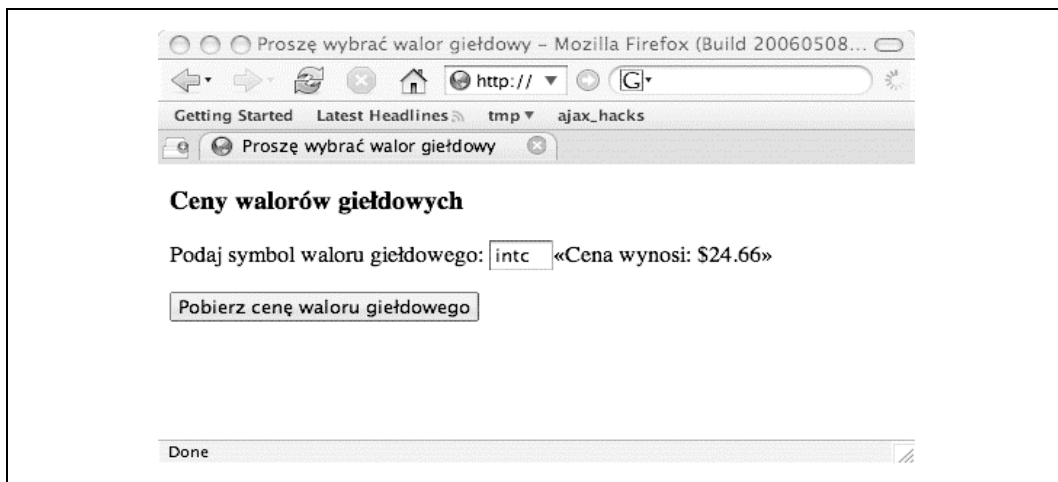 Proszę wybrać walor giełdowy – Mozilla Firefox (Build 20060508...
http://
G
Getting Started Latest Headlines tmp ajax_hacks
Proszę wybrać walor giełdowy
Ceny walorów giełdowych
Podaj symbol waloru giełdowego: intc «Cena wynosi: $24.66»
Pobierz cenę waloru giełdowego
Done